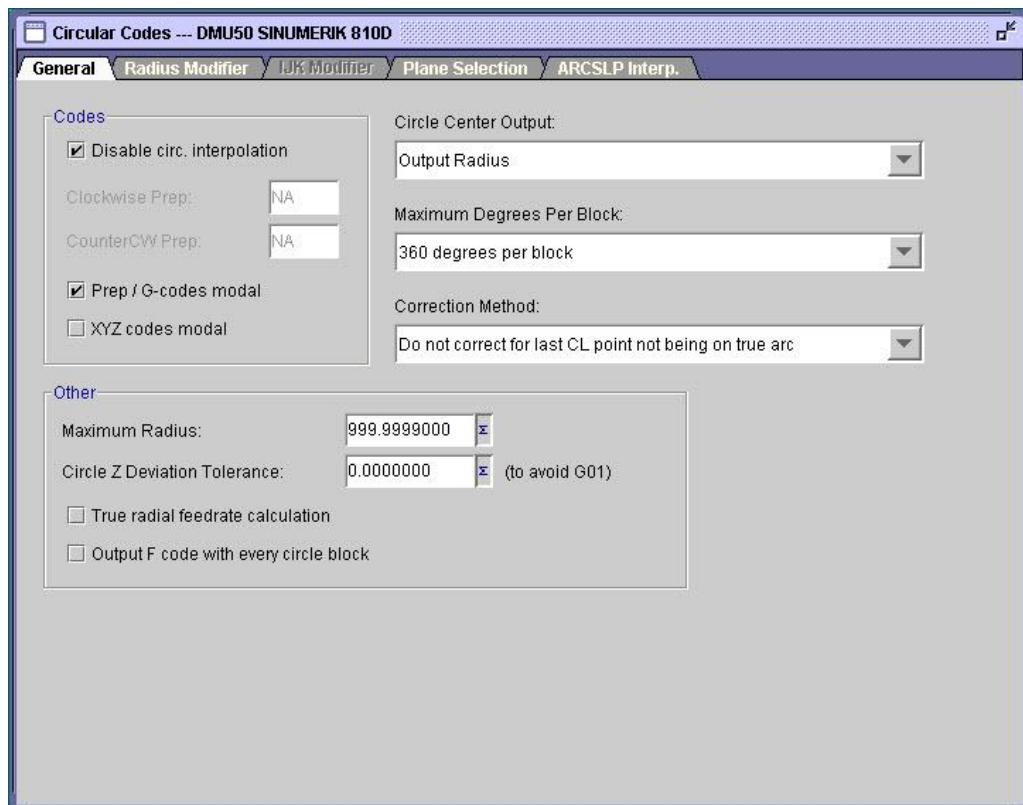 Circular Codes --- DMU50 SINUMERIK 810D
General
Radius Modifier
IJK Modifier
Plane Selection
ARCSLP Interp.
Codes
Disable circ. interpolation
Clockwise Prep: NA
CounterCW Prep: NA
Prep / G-codes modal
XYZ codes modal
Circle Center Output:
Output Radius
Maximum Degrees Per Block:
360 degrees per block
Correction Method:
Do not correct for last CL point not being on true arc
Other
Maximum Radius: 999.9999000 Σ
Circle Z Deviation Tolerance: 0.0000000 Σ (to avoid G01)
True radial feedrate calculation
Output F code with every circle block